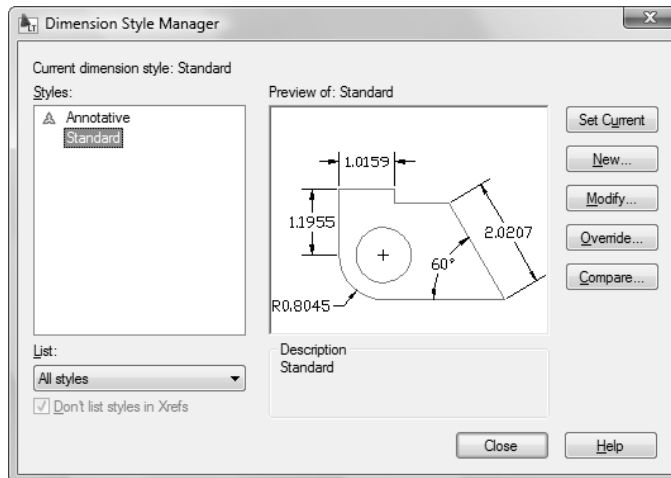 LT
Dimension Style Manager
X
Current dimension style: Standard
Styles:
Annotative
Standard
Preview of: Standard
1.0159
1.1955
2.0207
60°
R0.8045
Set Current
New...
Modify...
Override...
Compare...
List:
All styles
Don't list styles in Xrefs
Description
Standard
Close
Help